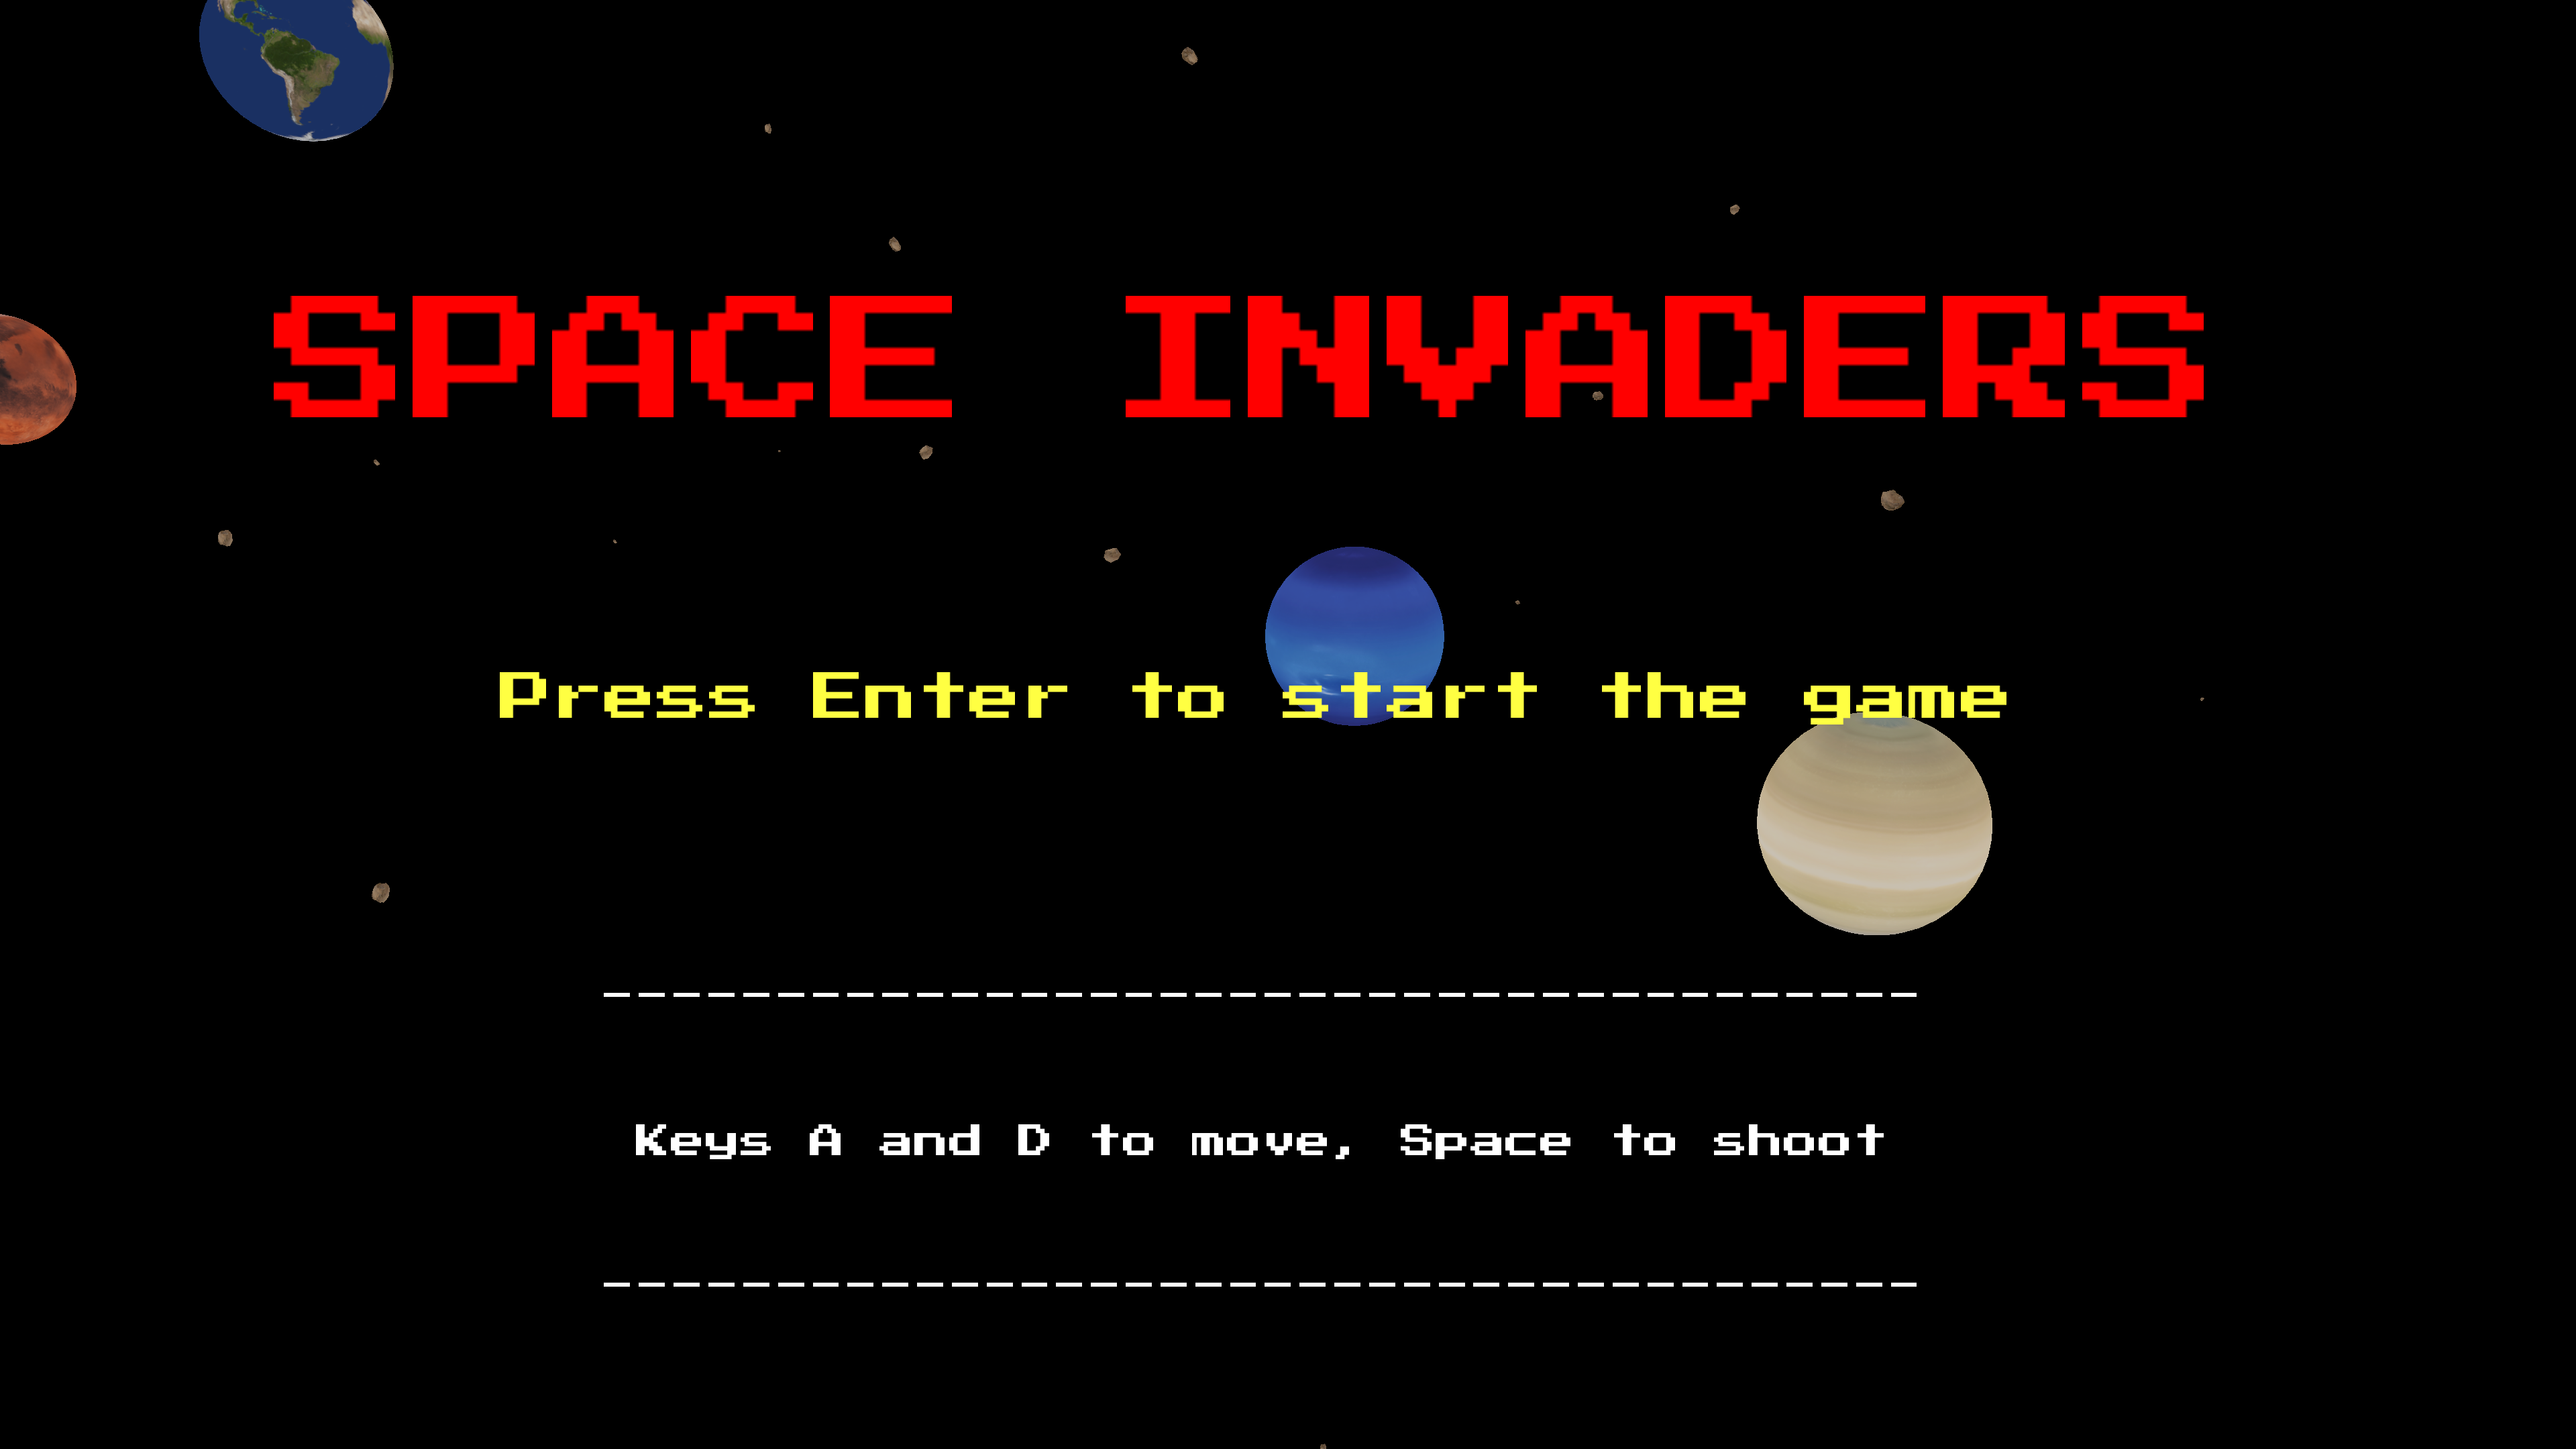 SPACE INVADERS
Press Enter to start the game
--------------------------------------
Keys A and D to move, Space to shoot
--------------------------------------